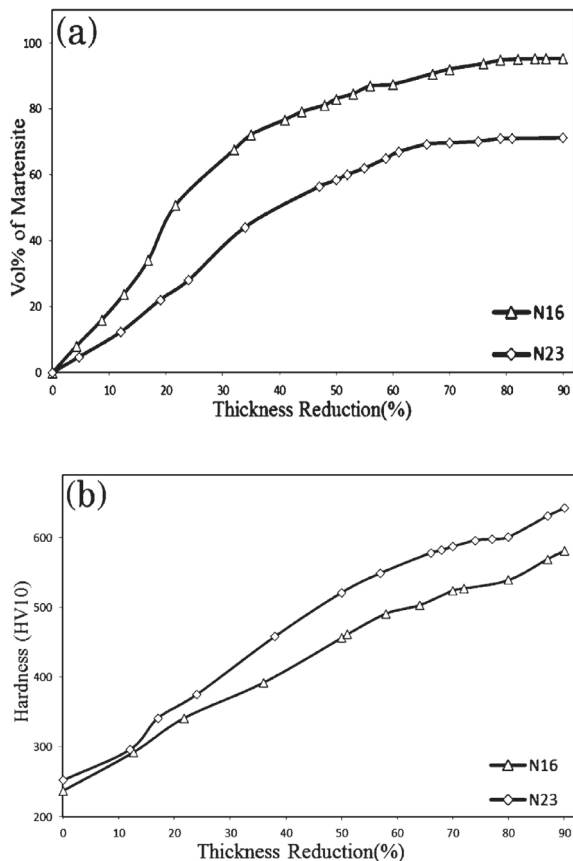 (a)
Vol% of Martensite
100
80
60
40
20
0
0 10 20 30 40 50 60 70 80 90
Thickness Reduction(%)
N16
N23
(b)
Hardness (HV10)
600
500
400
300
200
0 10 20 30 40 50 60 70 80 90
Thickness Reduction(%)
N16
N23